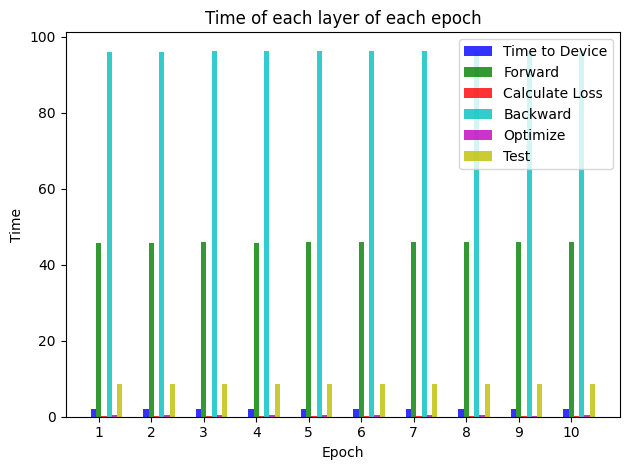 Time of each layer of each epoch
100
80
60
40
20
0
Time
Time to Device
Forward
Calculate Loss
Backward
Optimize
Test
1 2 3 4 5 6 7 8 9 10
Epoch